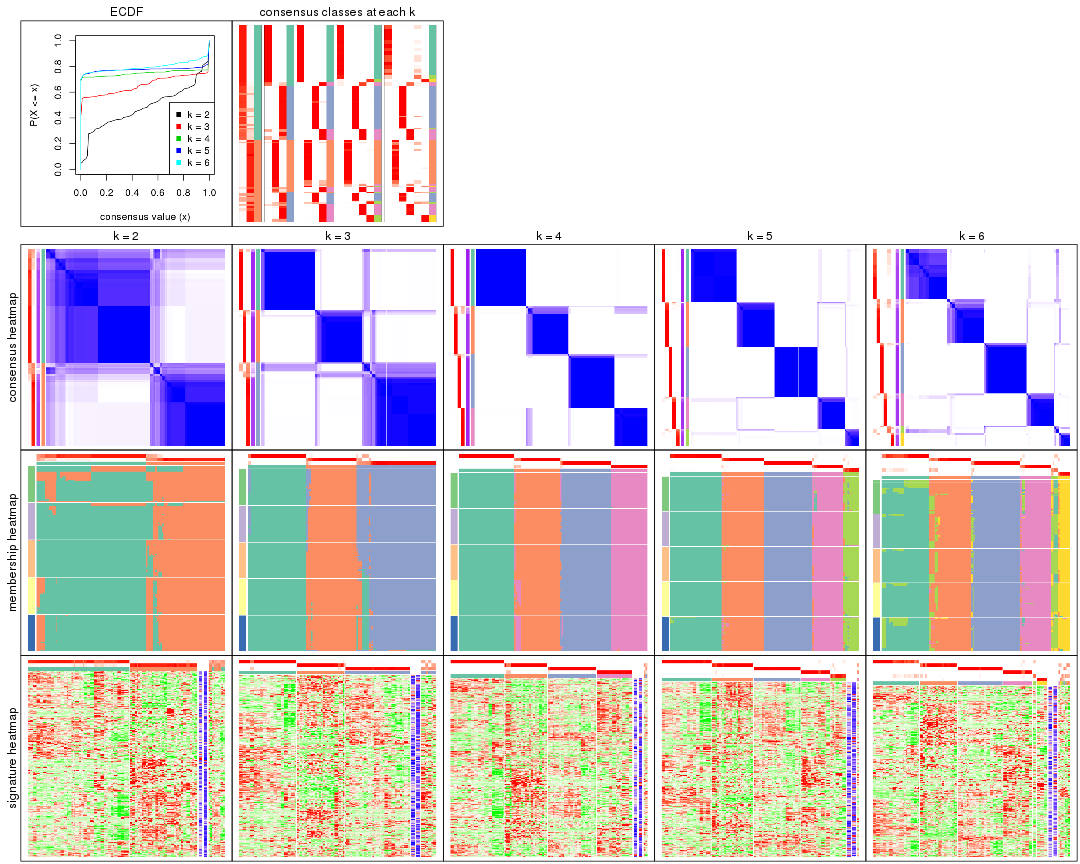 ECDF
consensus classes at each k
P(X <= x)
0.0 0.2 0.4 0.6 0.8 1.0
k = 2
k = 3
k = 4
k = 5
k = 6
0.0 0.2 0.4 0.6 0.8 1.0
consensus value (x)
k = 2
k = 3
k = 4
k = 5
k = 6
consensus heatmap
membership heatmap
signature heatmap